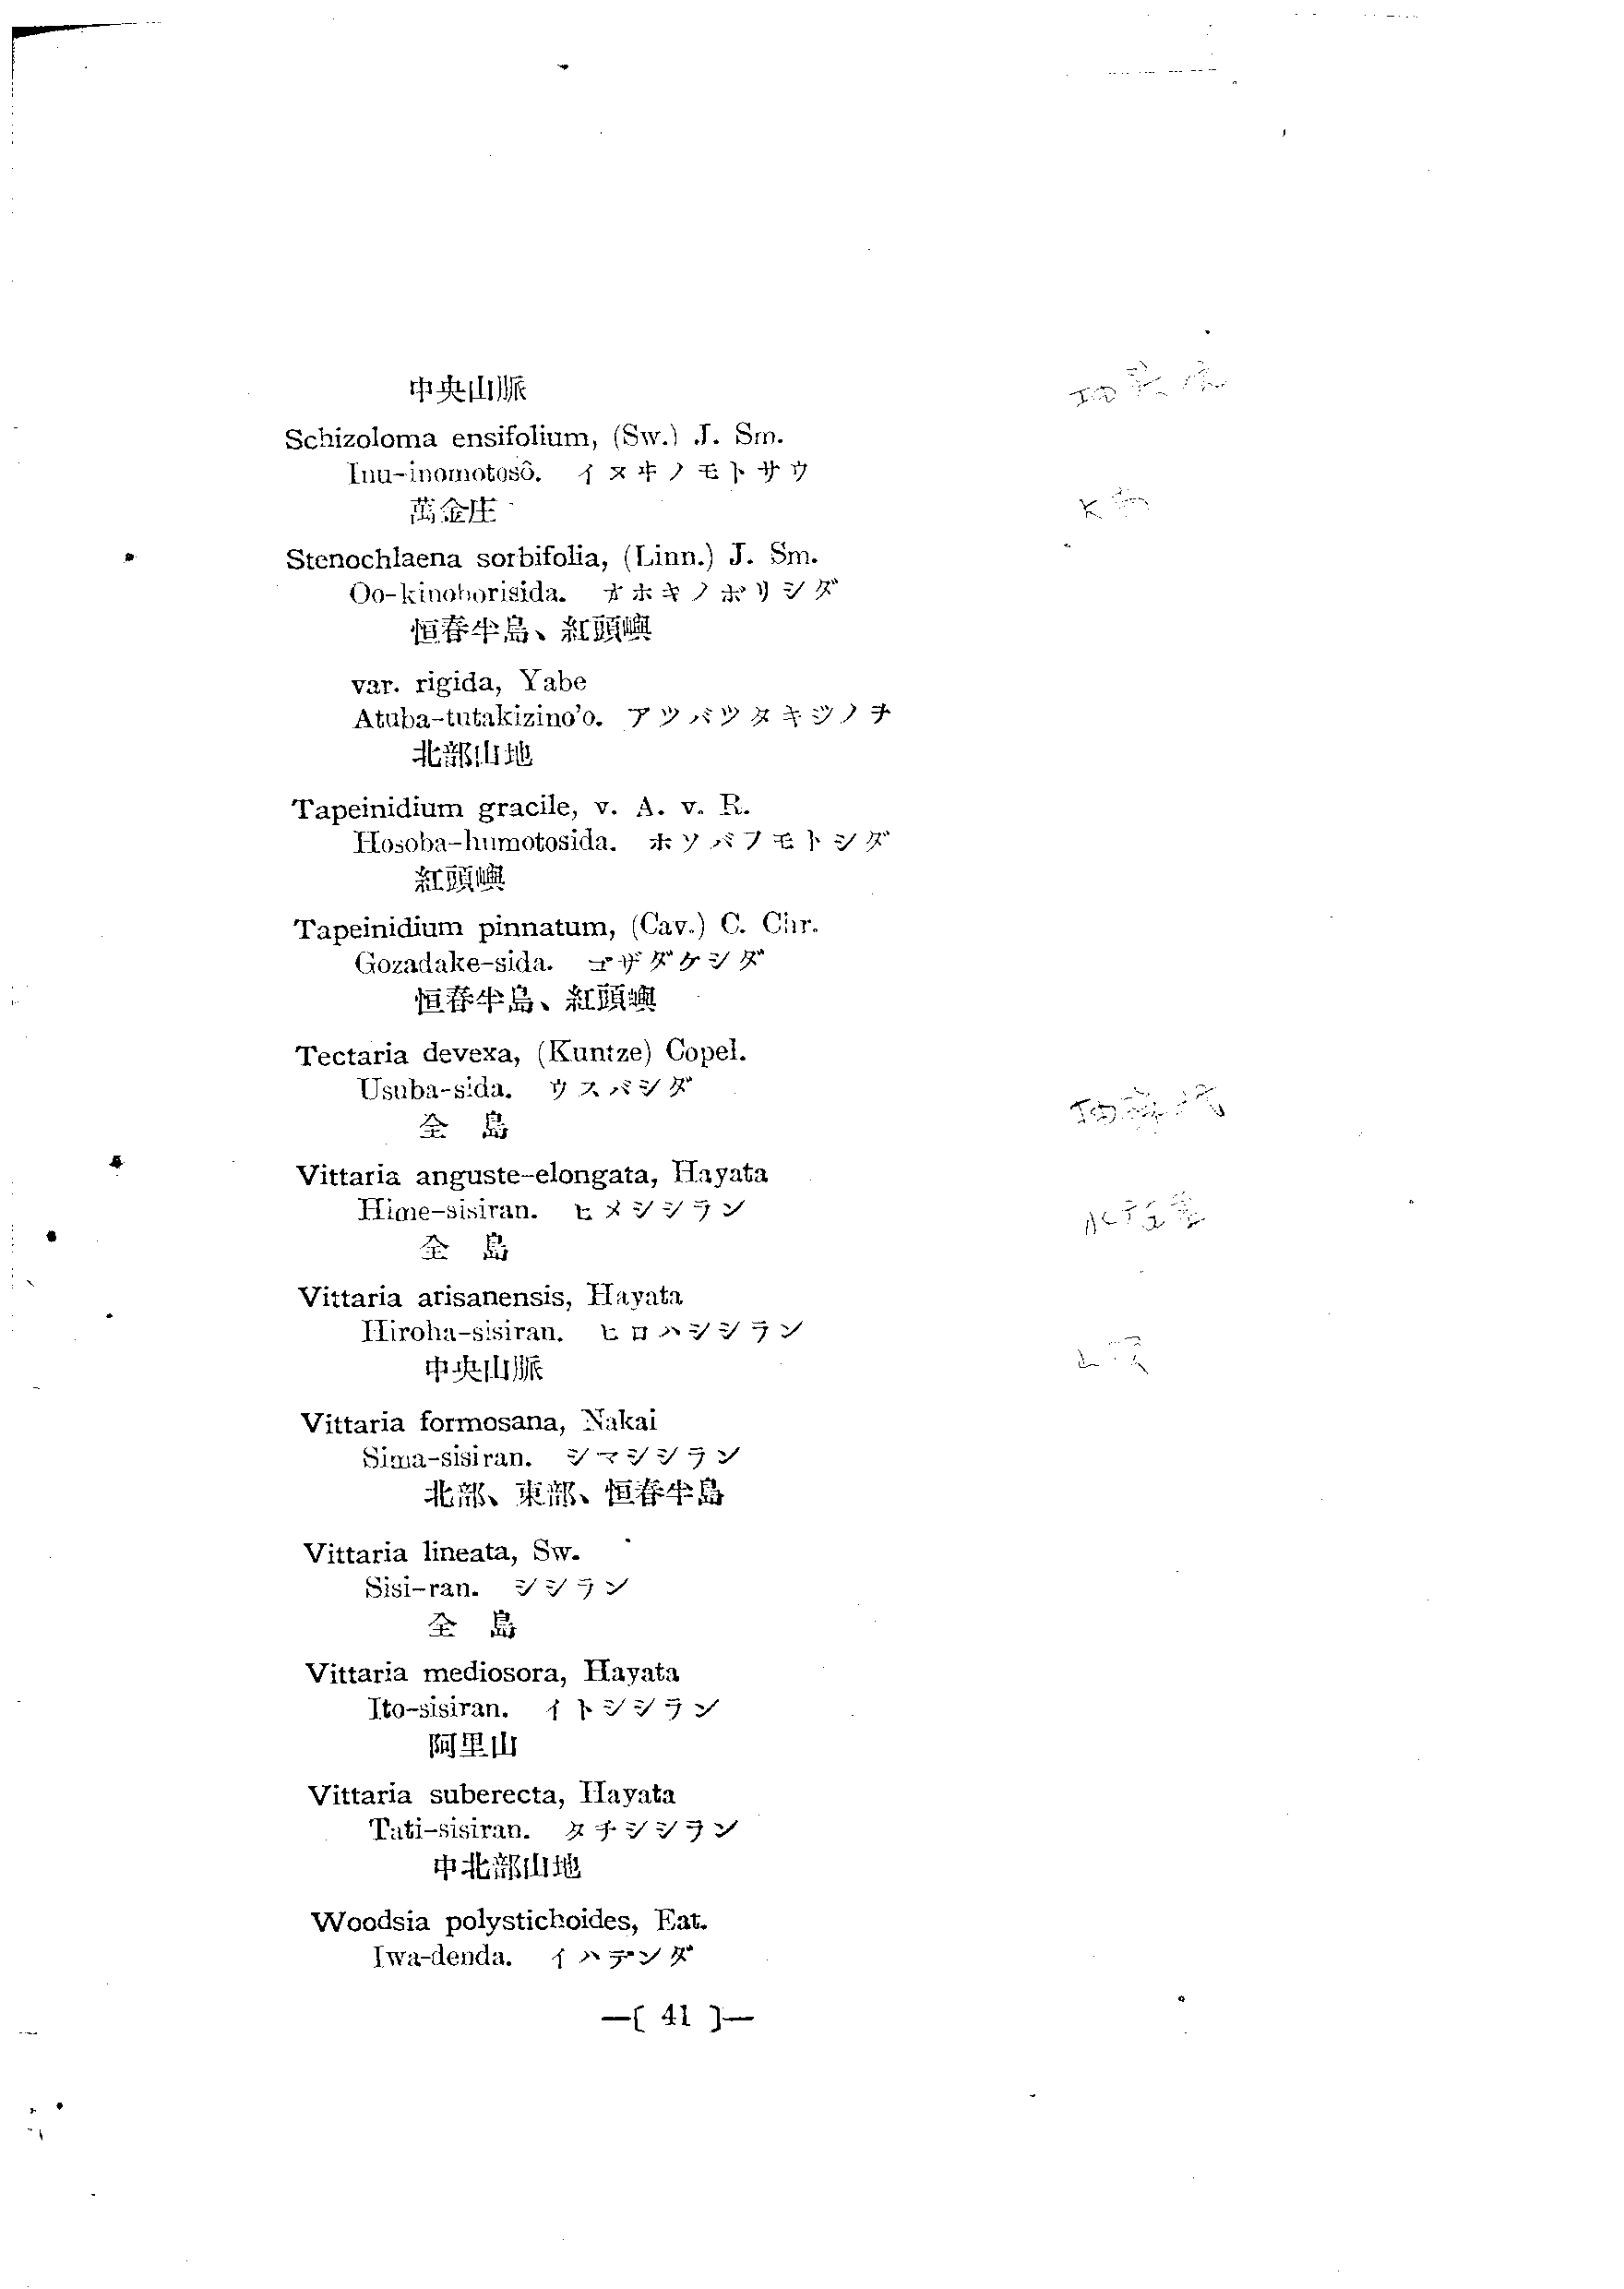 中央山脈
Schizoloma ensifolium, (Sw.) J. Sm.
Inu-inomotosô. イヌヰノモトサウ
萬金庄
Stenochlaena sorbifolia, (Linn.) J. Sm.
Oo-kinoborisida. オホキノボリシダ
恒春半島、紅頭嶼
var. rigida, Yabe
Atuba-tutakizino'o. アツバツタキジノヲ
北部山地
Tapeinidium gracile, v. A. v. R.
Hosoba-humotosida. ホソバフモトシダ
紅頭嶼
Tapeinidium pinnatum, (Cav.) C. Chr.
Gozadake-sida. ゴザダケシダ
恒春半島、紅頭嶼
Tectaria devexa, (Kuntze) Copel.
Usuba-sida. ウスバシダ
全 島
Vittaria anguste-elongata, Hayata
Hime-sisiran. ヒメシシラン
全 島
Vittaria arisanensis, Hayata
Hiroha-sisiran. ヒロハシシラン
中央山脈
Vittaria formosana, Nakai
Sima-sisiran. シマシシラン
北部、東部、恒春半島
Vittaria lineata, Sw.
Sisi-ran. シシラン
全 島
Vittaria mediosora, Hayata
Ito-sisiran. イトシシラン
阿里山
Vittaria suberecta, Hayata
Tati-sisiran. タチシシラン
中北部山地
Woodsia polystichoides, Eat.
Iwa-denda. イハデンダ
—[ 41 ]—